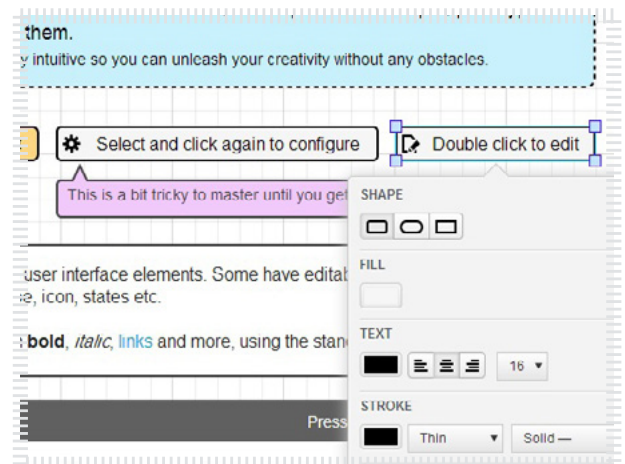 them.
y intuitive so you can unleash your creativity without any obstacles.
Select and click again to configure
Double click to edit
This is a bit tricky to master until you get
SHAPE
user interface elements. Some have editab
e, icon, states etc.
FILL
bold, italic, links and more, using the stan
TEXT
16
STROKE
Press
Thin
Solid —